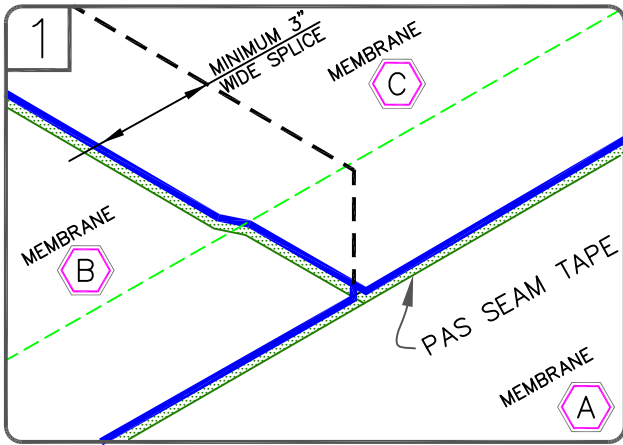 1
MINIMUM 3"
WIDE SPLICE
MEMBRANE
C
MEMBRANE
B
PAS SEAM TAPE
MEMBRANE
A